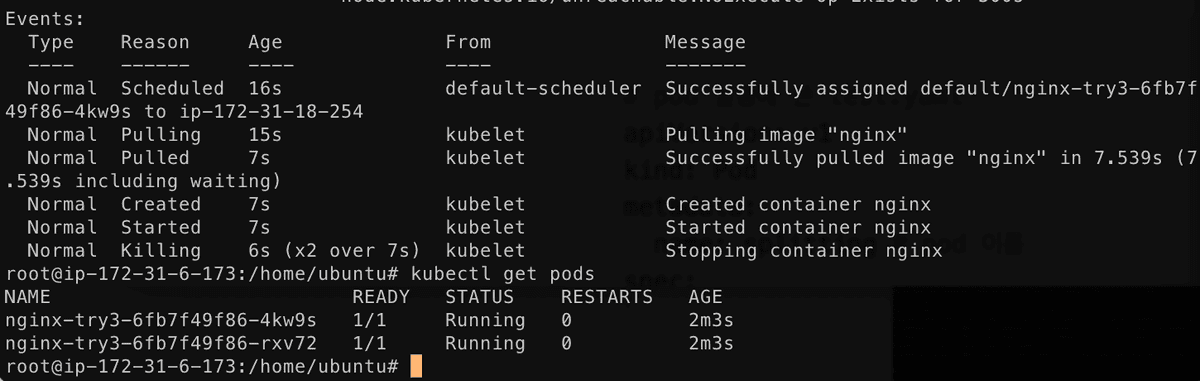 Events:
  Type    Reason     Age              From               Message
  ----    ------     ----             ----               -------
  Normal  Scheduled  16s              default-scheduler  Successfully assigned default/nginx-try3-6fb7f
49f86-4kw9s to ip-172-31-18-254
  Normal  Pulling    15s              kubelet            Pulling image "nginx"
  Normal  Pulled     7s               kubelet            Successfully pulled image "nginx" in 7.539s (7
.539s including waiting)
  Normal  Created    7s               kubelet            Created container nginx
  Normal  Started    7s               kubelet            Started container nginx
  Normal  Killing    6s (x2 over 7s)  kubelet            Stopping container nginx
root@ip-172-31-6-173:/home/ubuntu# kubectl get pods
NAME                          READY   STATUS    RESTARTS   AGE
nginx-try3-6fb7f49f86-4kw9s   1/1     Running   0          2m3s
nginx-try3-6fb7f49f86-rxv72   1/1     Running   0          2m3s
root@ip-172-31-6-173:/home/ubuntu#